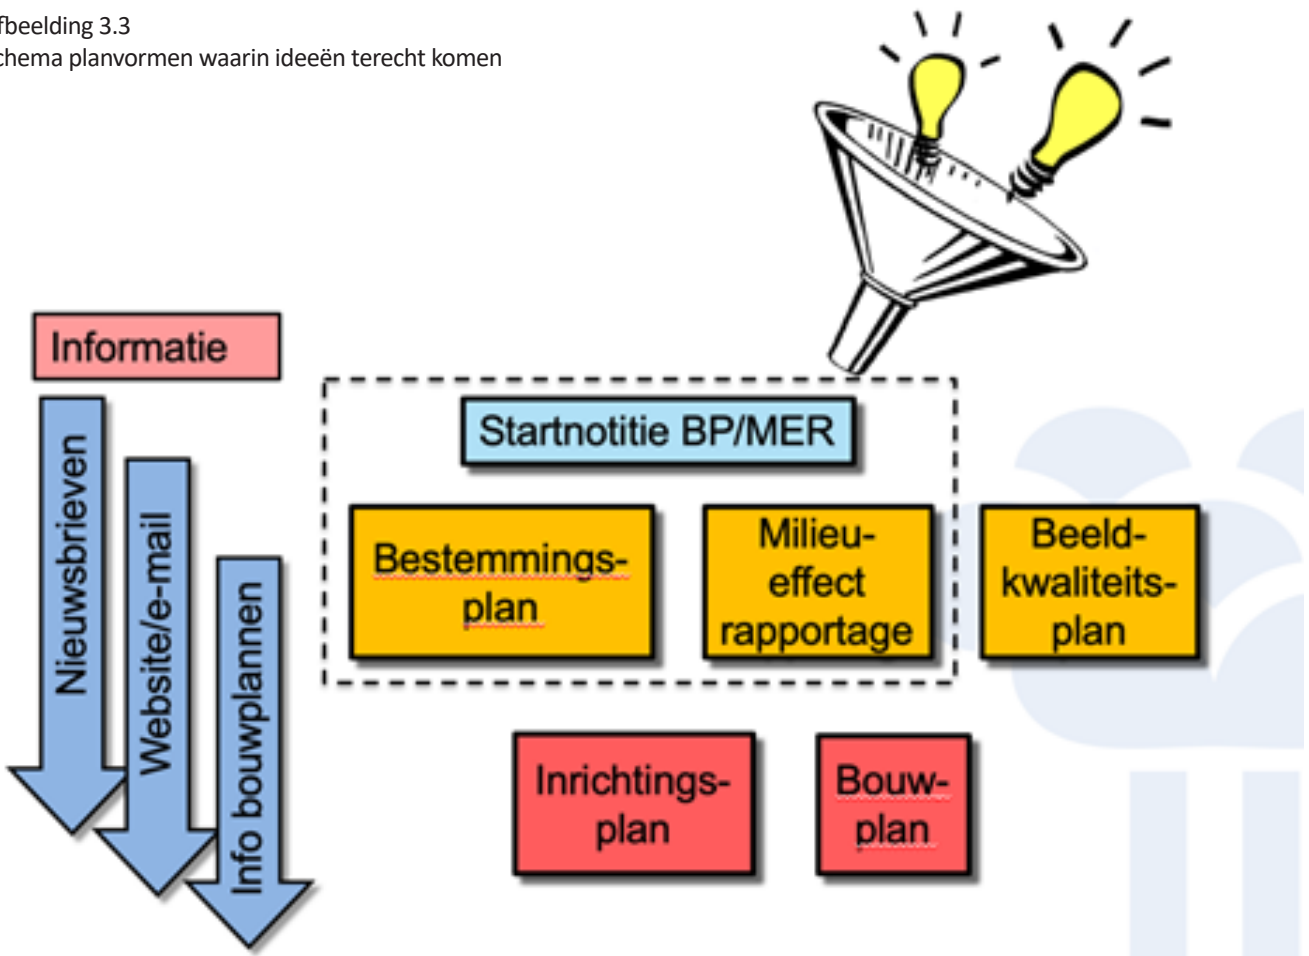 fbeelding 3.3
chema planvormen waarin ideeën terecht komen
Informatie
Nieuwsbrieven
Website/e-mail
Info bouwplannen
Startnotitie BP/MER
Bestemmings-
plan
Milieu-
effect
rapportage
Beeld-
kwaliteits-
plan
Inrichtings-
plan
Bouw-
plan